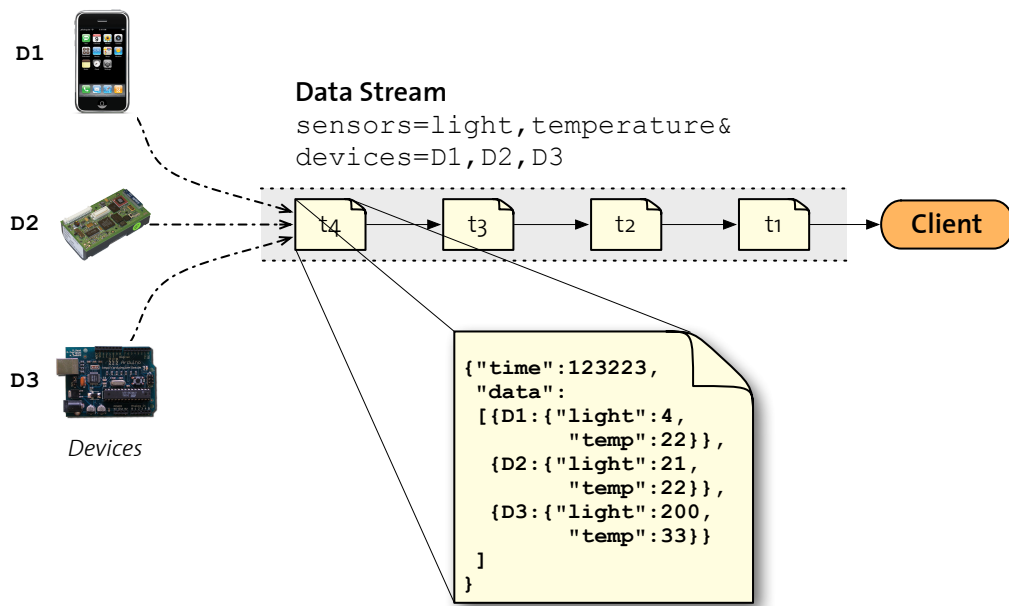 D1
Data Stream
sensors=light,temperature&
devices=D1,D2,D3
D2
t4
t3
t2
t1
Client
D3
Devices
{"time":123223,
"data":
[{D1:{"light":4,
"temp":22}},
{D2:{"light":21,
"temp":22}},
{D3:{"light":200,
"temp":33}}
]
}